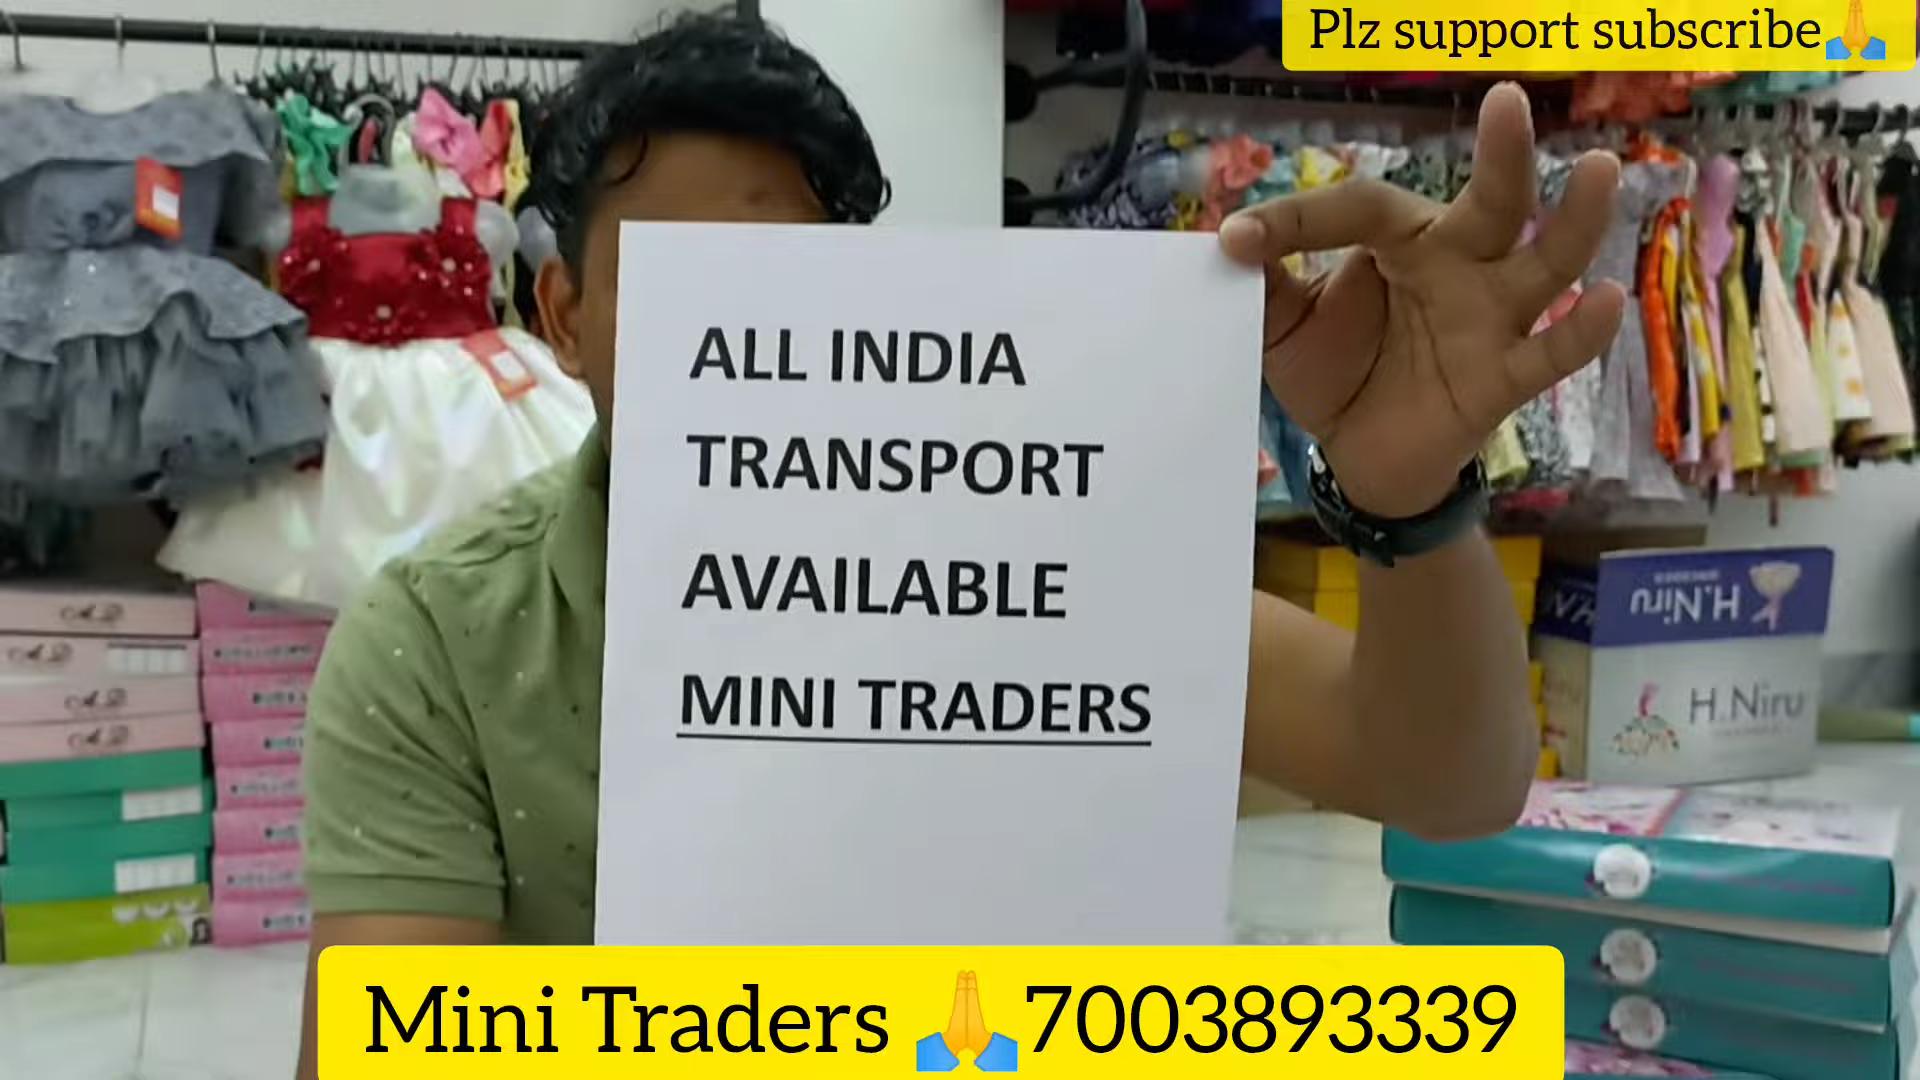 Plz support subscribe🙏
ALL INDIA
TRANSPORT
AVAILABLE
MINI TRADERS
H.Niru
H.Niru
Mini Traders 🙏7003893339